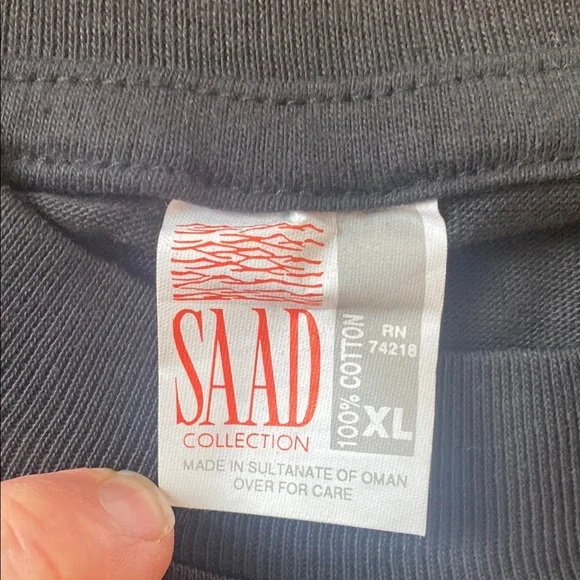 SAAD
COLLECTION
100% COTTON
RN
74218
XL
MADE IN SULTANATE OF OMAN
OVER FOR CARE